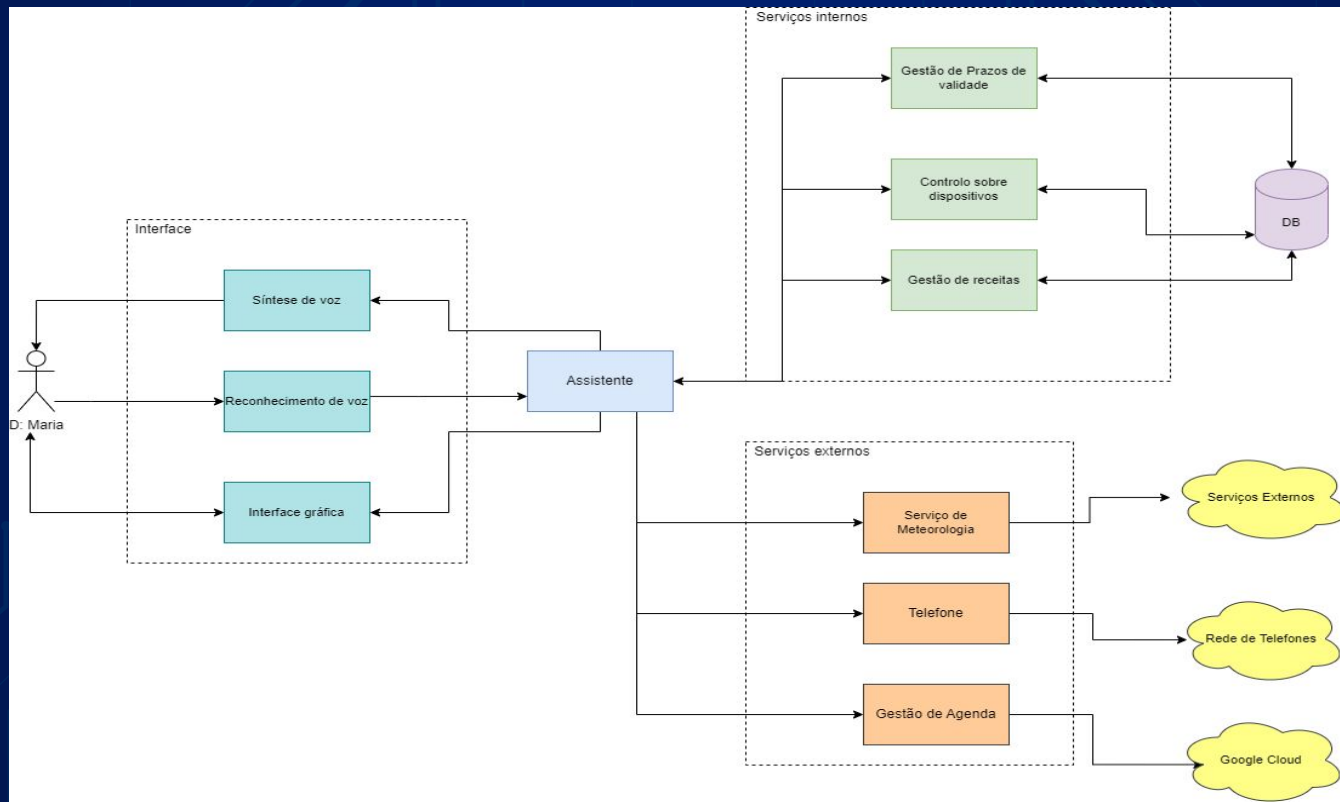 Serviços internos
Gestão de Prazos de
validade
Controlo sobre
dispositivos
DB
Gestão de receitas
Interface
Síntese de voz
Reconhecimento de voz
Interface gráfica
D: Maria
Assistente
Serviços externos
Serviço de
Meteorologia
Telefone
Gestão de Agenda
Serviços Externos
Rede de Telefones
Google Cloud